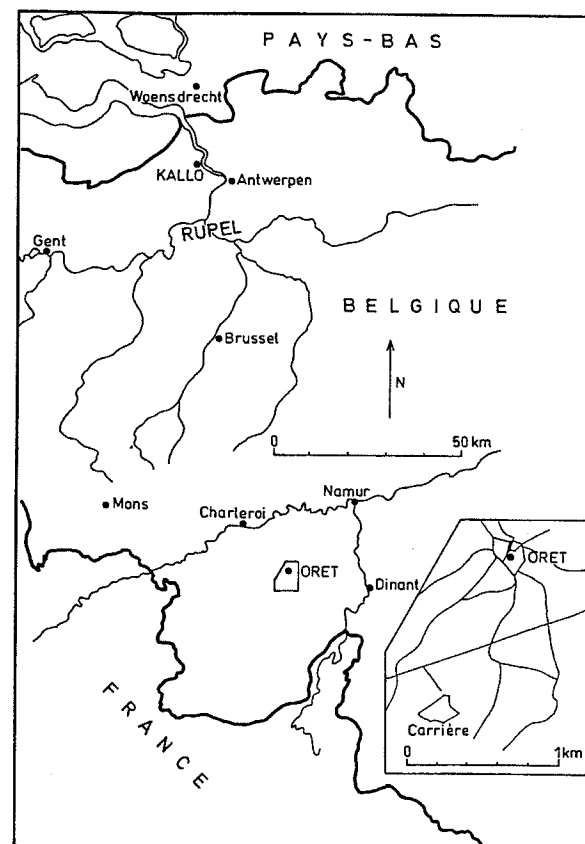 PAYS-BAS
Woensdrecht
KALLO
Antwerpen
RUPEL
Gent
BELGIQUE
Brussel
N
0 50 km
Mons
Namur
Charleroi
ORET
Dinant
ORET
FRANCE
Carrière
0 1km